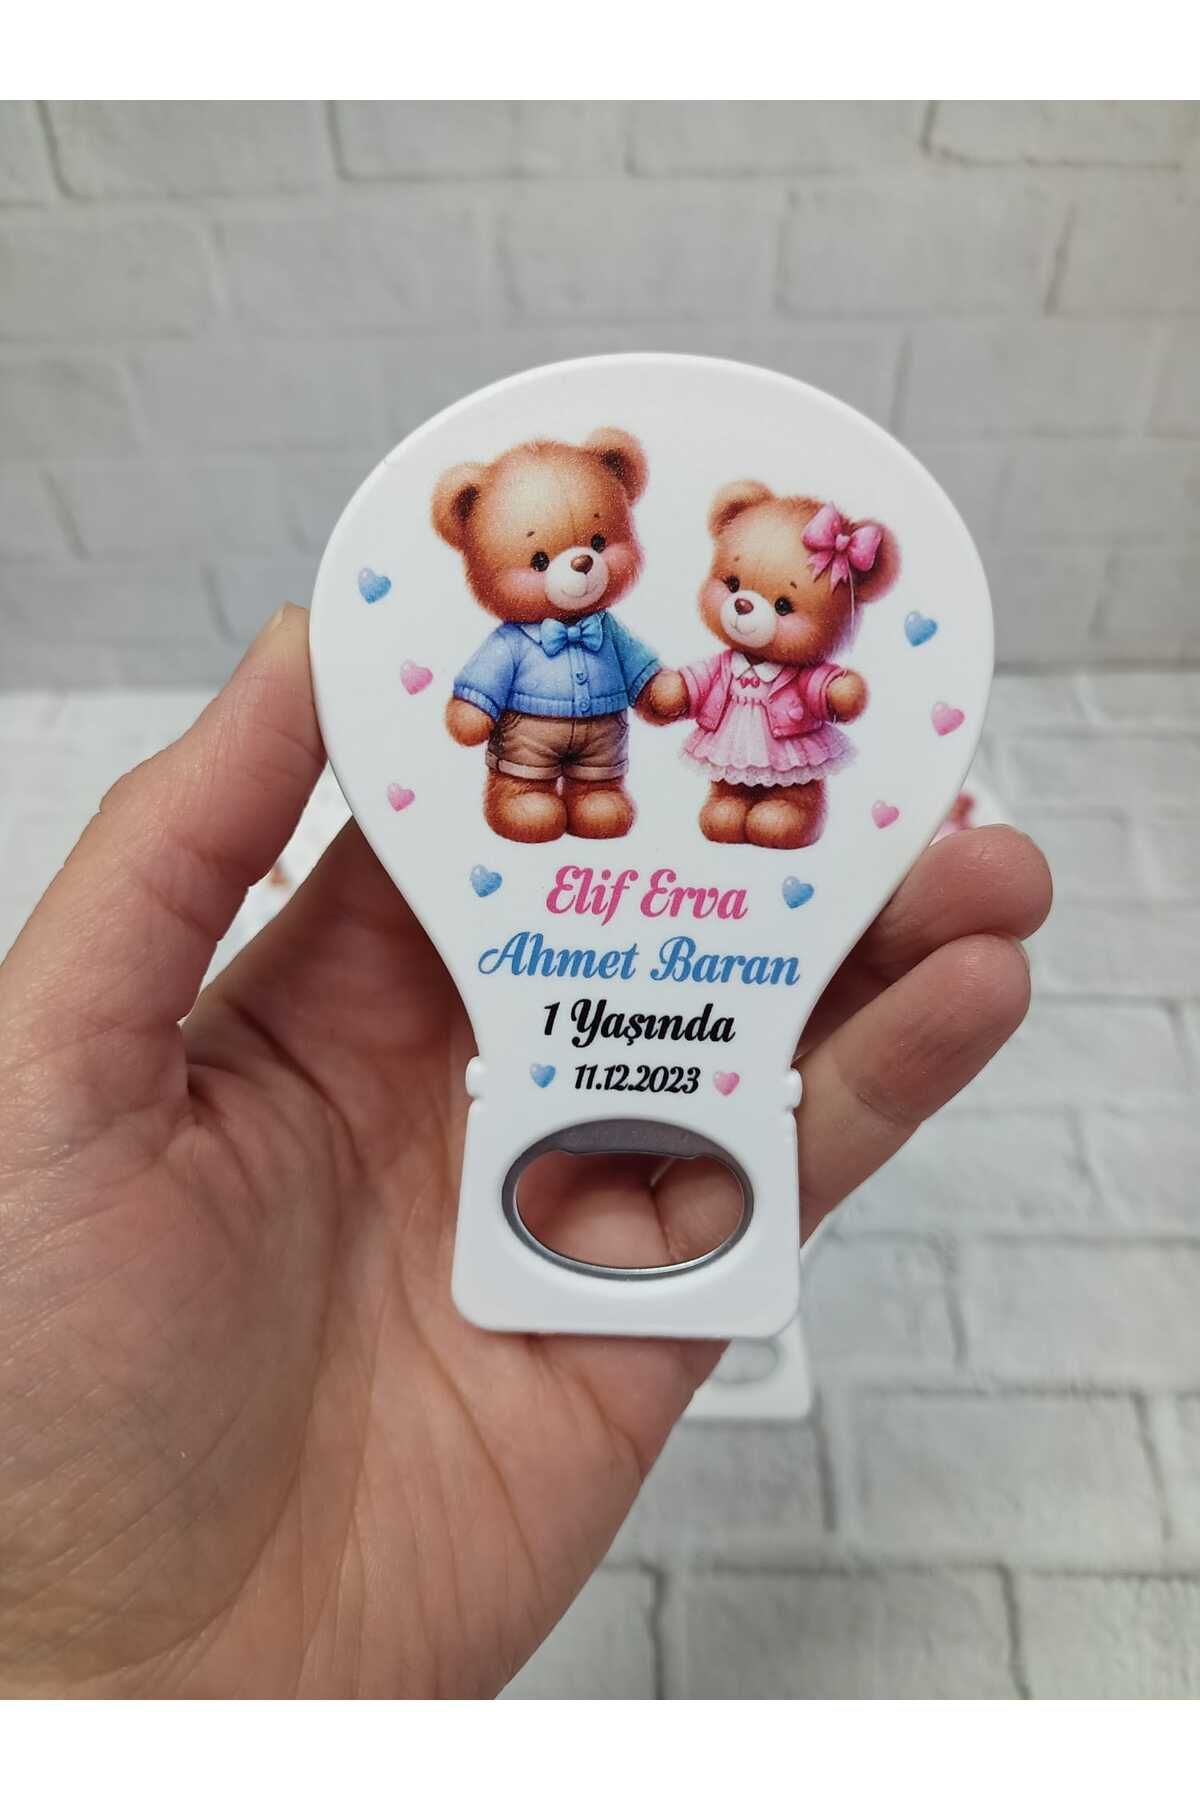 Elif Erva
Ahmet Baran
1 Yaşında
11.12.2023